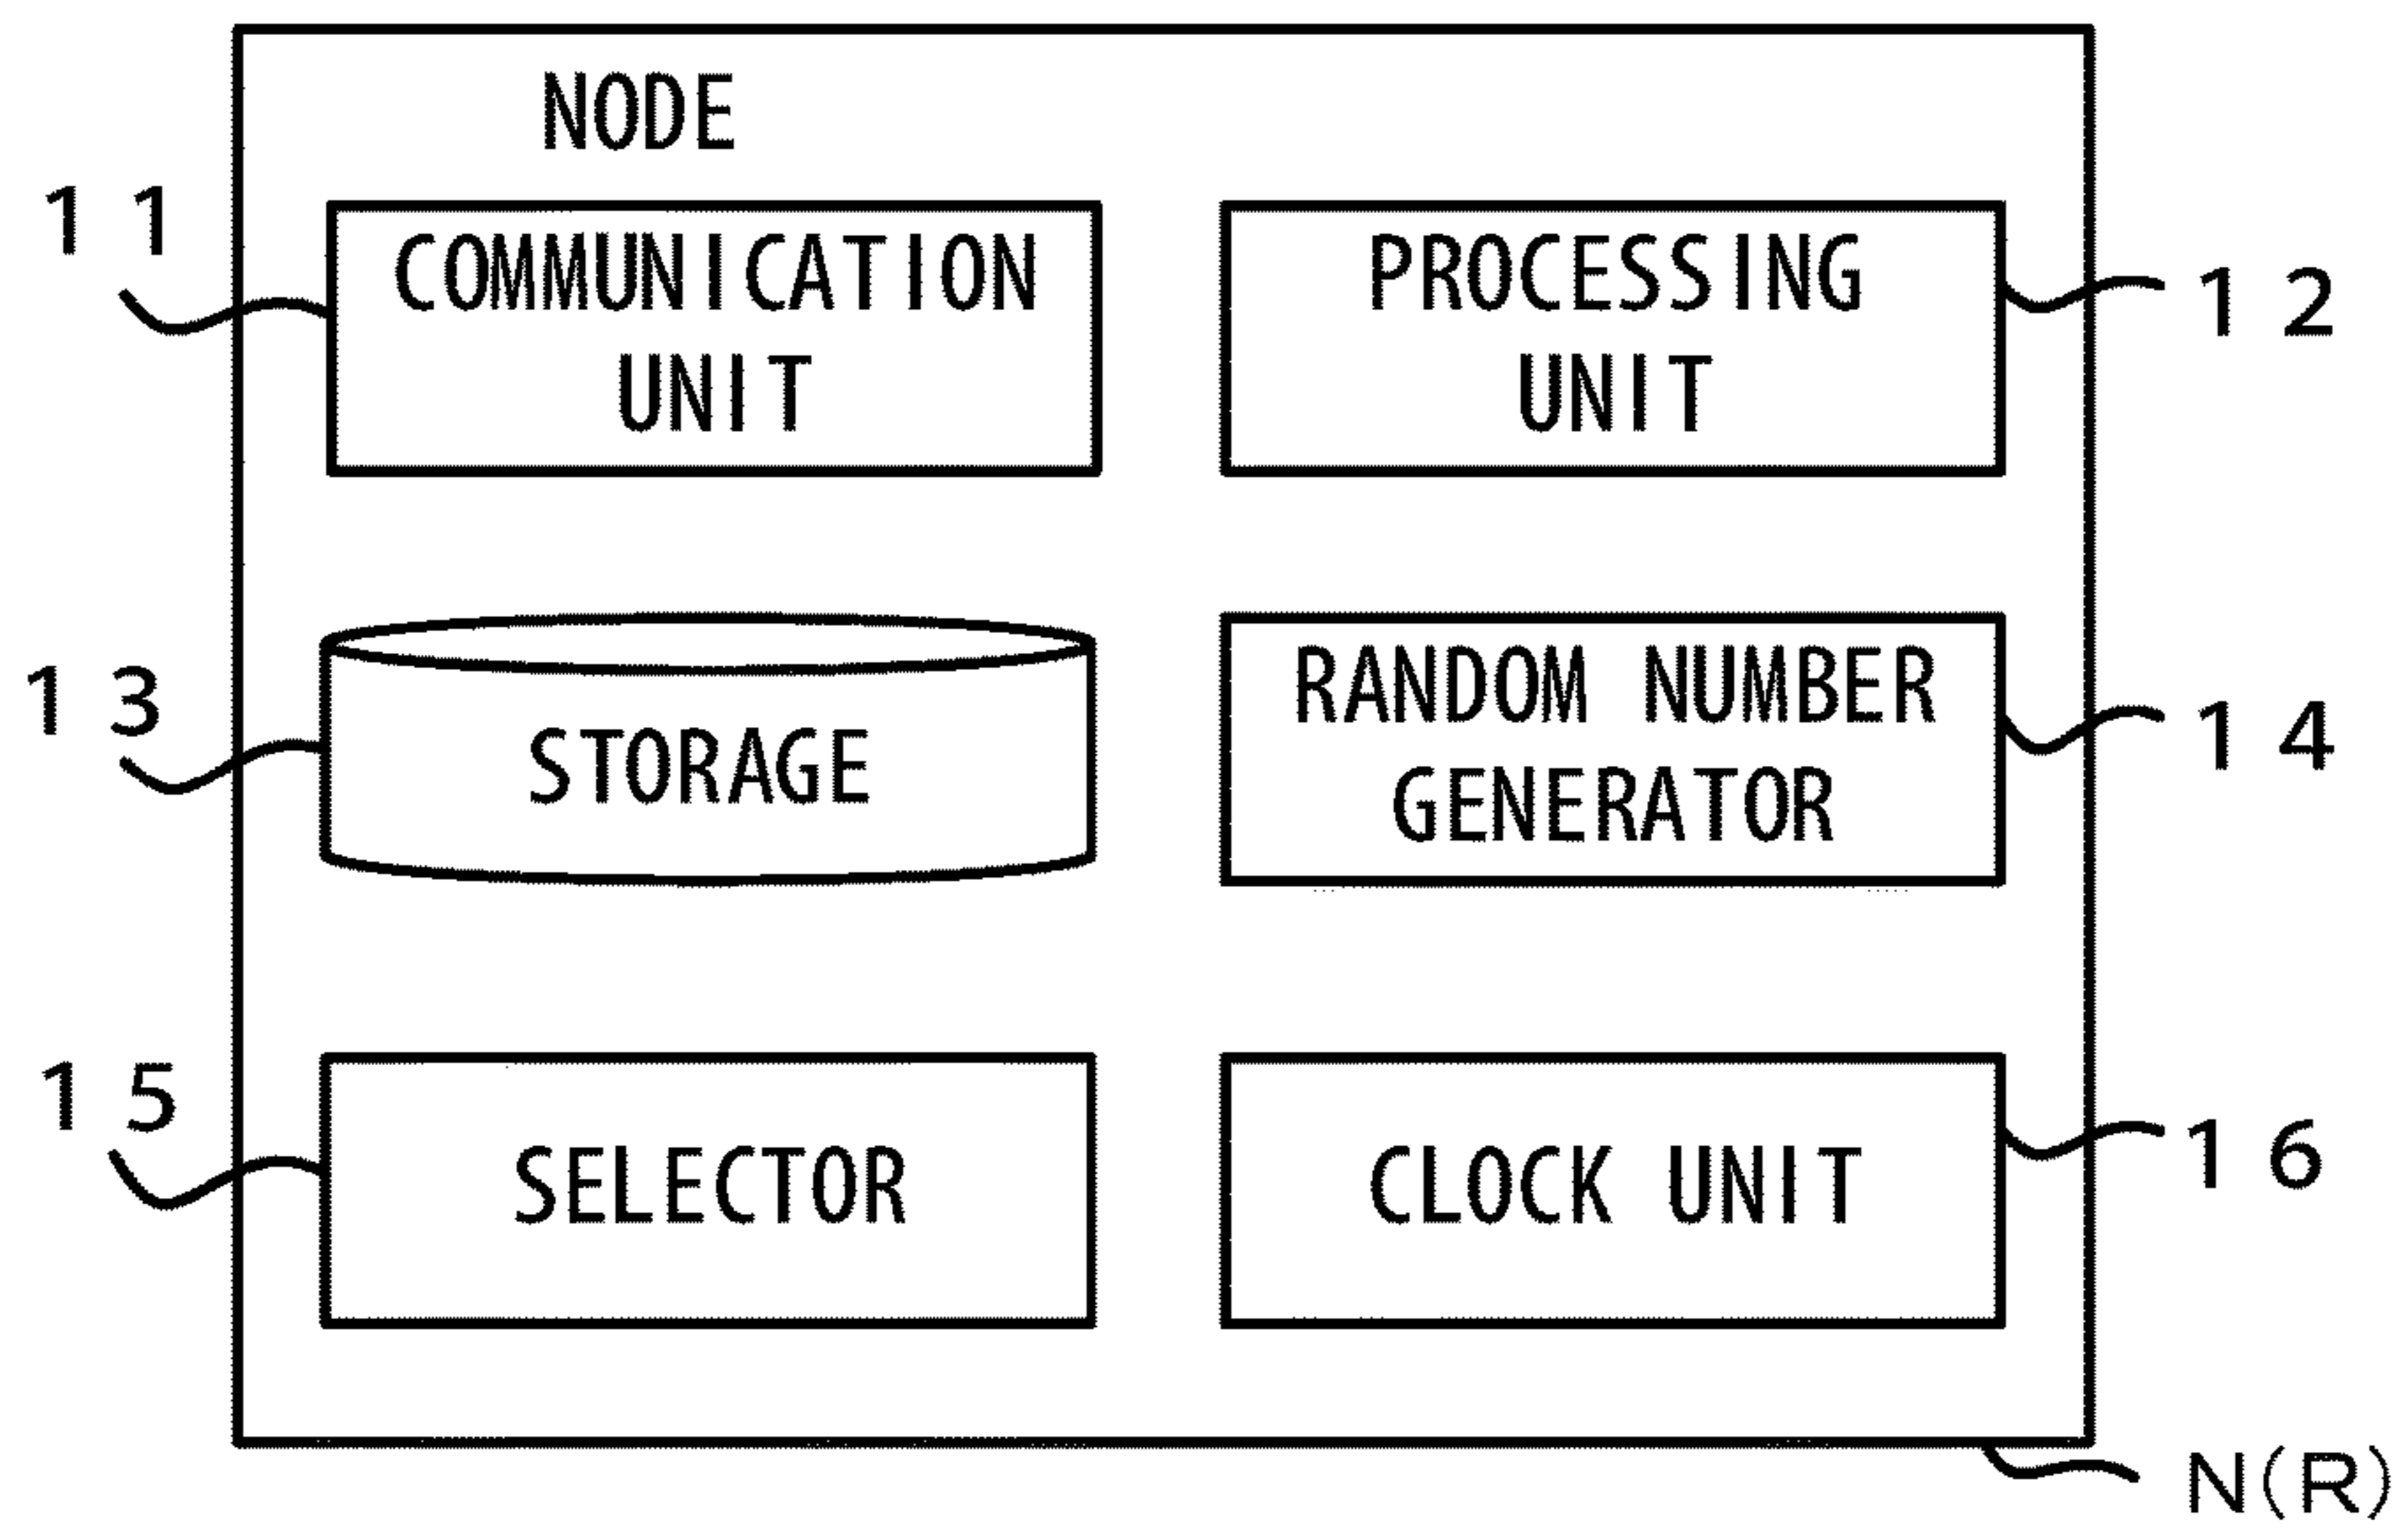 NODE
11
COMMUNICATION
UNIT
PROCESSING
UNIT
12
13
STORAGE
RANDOM NUMBER
GENERATOR
14
15
SELECTOR
CLOCK UNIT
16
N(R)